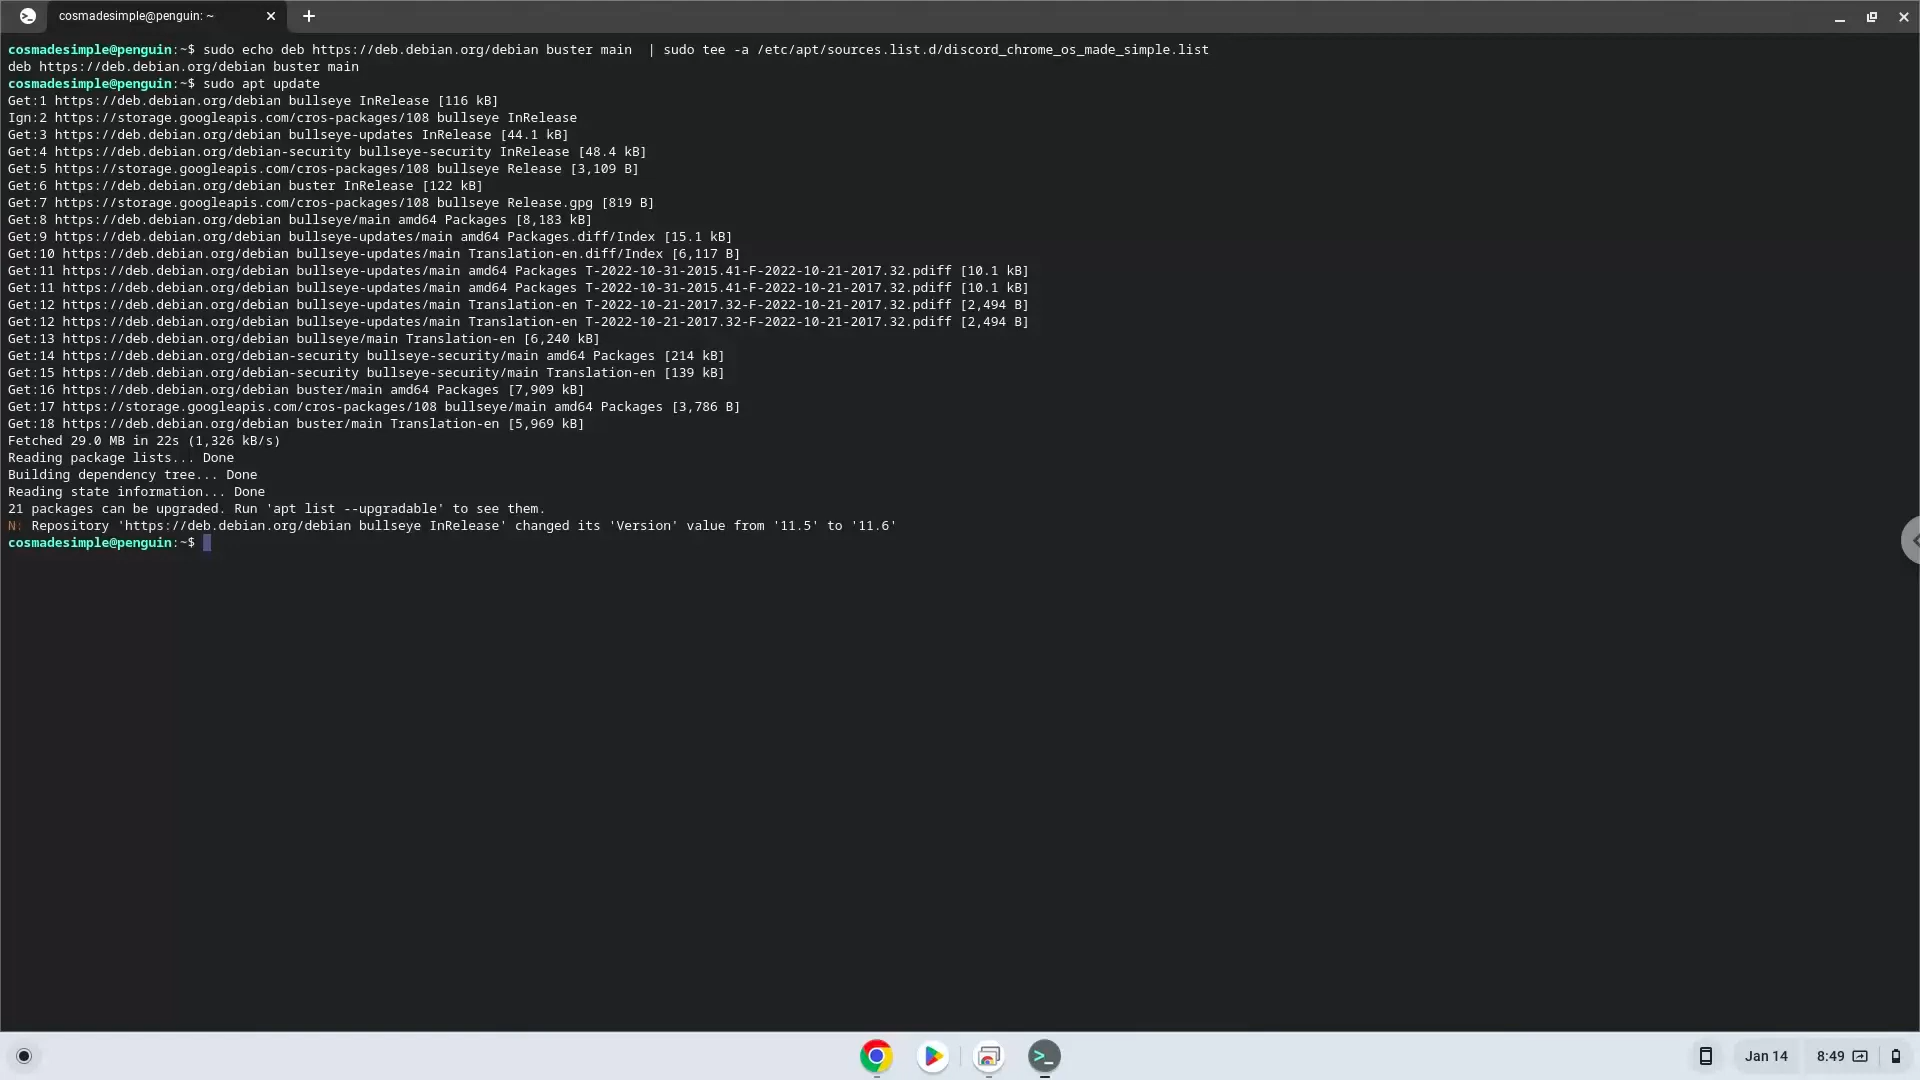 cosmadesimple@penguin: ~
cosmadesimple@penguin:~$ sudo echo deb https://deb.debian.org/debian buster main  | sudo tee -a /etc/apt/sources.list.d/discord_chrome_os_made_simple.list
deb https://deb.debian.org/debian buster main
cosmadesimple@penguin:~$ sudo apt update
Get:1 https://deb.debian.org/debian bullseye InRelease [116 kB]
Ign:2 https://storage.googleapis.com/cros-packages/108 bullseye InRelease
Get:3 https://deb.debian.org/debian bullseye-updates InRelease [44.1 kB]
Get:4 https://deb.debian.org/debian-security bullseye-security InRelease [48.4 kB]
Get:5 https://storage.googleapis.com/cros-packages/108 bullseye Release [3,109 B]
Get:6 https://deb.debian.org/debian buster InRelease [122 kB]
Get:7 https://storage.googleapis.com/cros-packages/108 bullseye Release.gpg [819 B]
Get:8 https://deb.debian.org/debian bullseye/main amd64 Packages [8,183 kB]
Get:9 https://deb.debian.org/debian bullseye-updates/main amd64 Packages.diff/Index [15.1 kB]
Get:10 https://deb.debian.org/debian bullseye-updates/main Translation-en.diff/Index [6,117 B]
Get:11 https://deb.debian.org/debian bullseye-updates/main amd64 Packages T-2022-10-31-2015.41-F-2022-10-21-2017.32.pdiff [10.1 kB]
Get:11 https://deb.debian.org/debian bullseye-updates/main amd64 Packages T-2022-10-31-2015.41-F-2022-10-21-2017.32.pdiff [10.1 kB]
Get:12 https://deb.debian.org/debian bullseye-updates/main Translation-en T-2022-10-21-2017.32-F-2022-10-21-2017.32.pdiff [2,494 B]
Get:12 https://deb.debian.org/debian bullseye-updates/main Translation-en T-2022-10-21-2017.32-F-2022-10-21-2017.32.pdiff [2,494 B]
Get:13 https://deb.debian.org/debian bullseye/main Translation-en [6,240 kB]
Get:14 https://deb.debian.org/debian-security bullseye-security/main amd64 Packages [214 kB]
Get:15 https://deb.debian.org/debian-security bullseye-security/main Translation-en [139 kB]
Get:16 https://deb.debian.org/debian buster/main amd64 Packages [7,909 kB]
Get:17 https://storage.googleapis.com/cros-packages/108 bullseye/main amd64 Packages [3,786 B]
Get:18 https://deb.debian.org/debian buster/main Translation-en [5,969 kB]
Fetched 29.0 MB in 22s (1,326 kB/s)
Reading package lists... Done
Building dependency tree... Done
Reading state information... Done
21 packages can be upgraded. Run 'apt list --upgradable' to see them.
N: Repository 'https://deb.debian.org/debian bullseye InRelease' changed its 'Version' value from '11.5' to '11.6'
cosmadesimple@penguin:~$
Jan 14
8:49